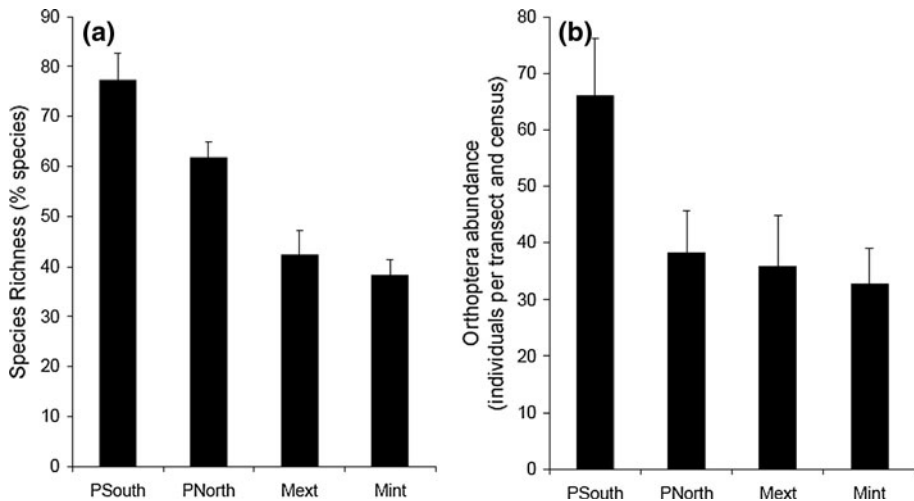 (a)
Species Richness (% species)
90
80
70
60
50
40
30
20
10
0
PSouth PNorth Mext Mint
(b)
Orthoptera abundance
(individuals per transect and census)
80
70
60
50
40
30
20
10
0
PSouth PNorth Mext Mint